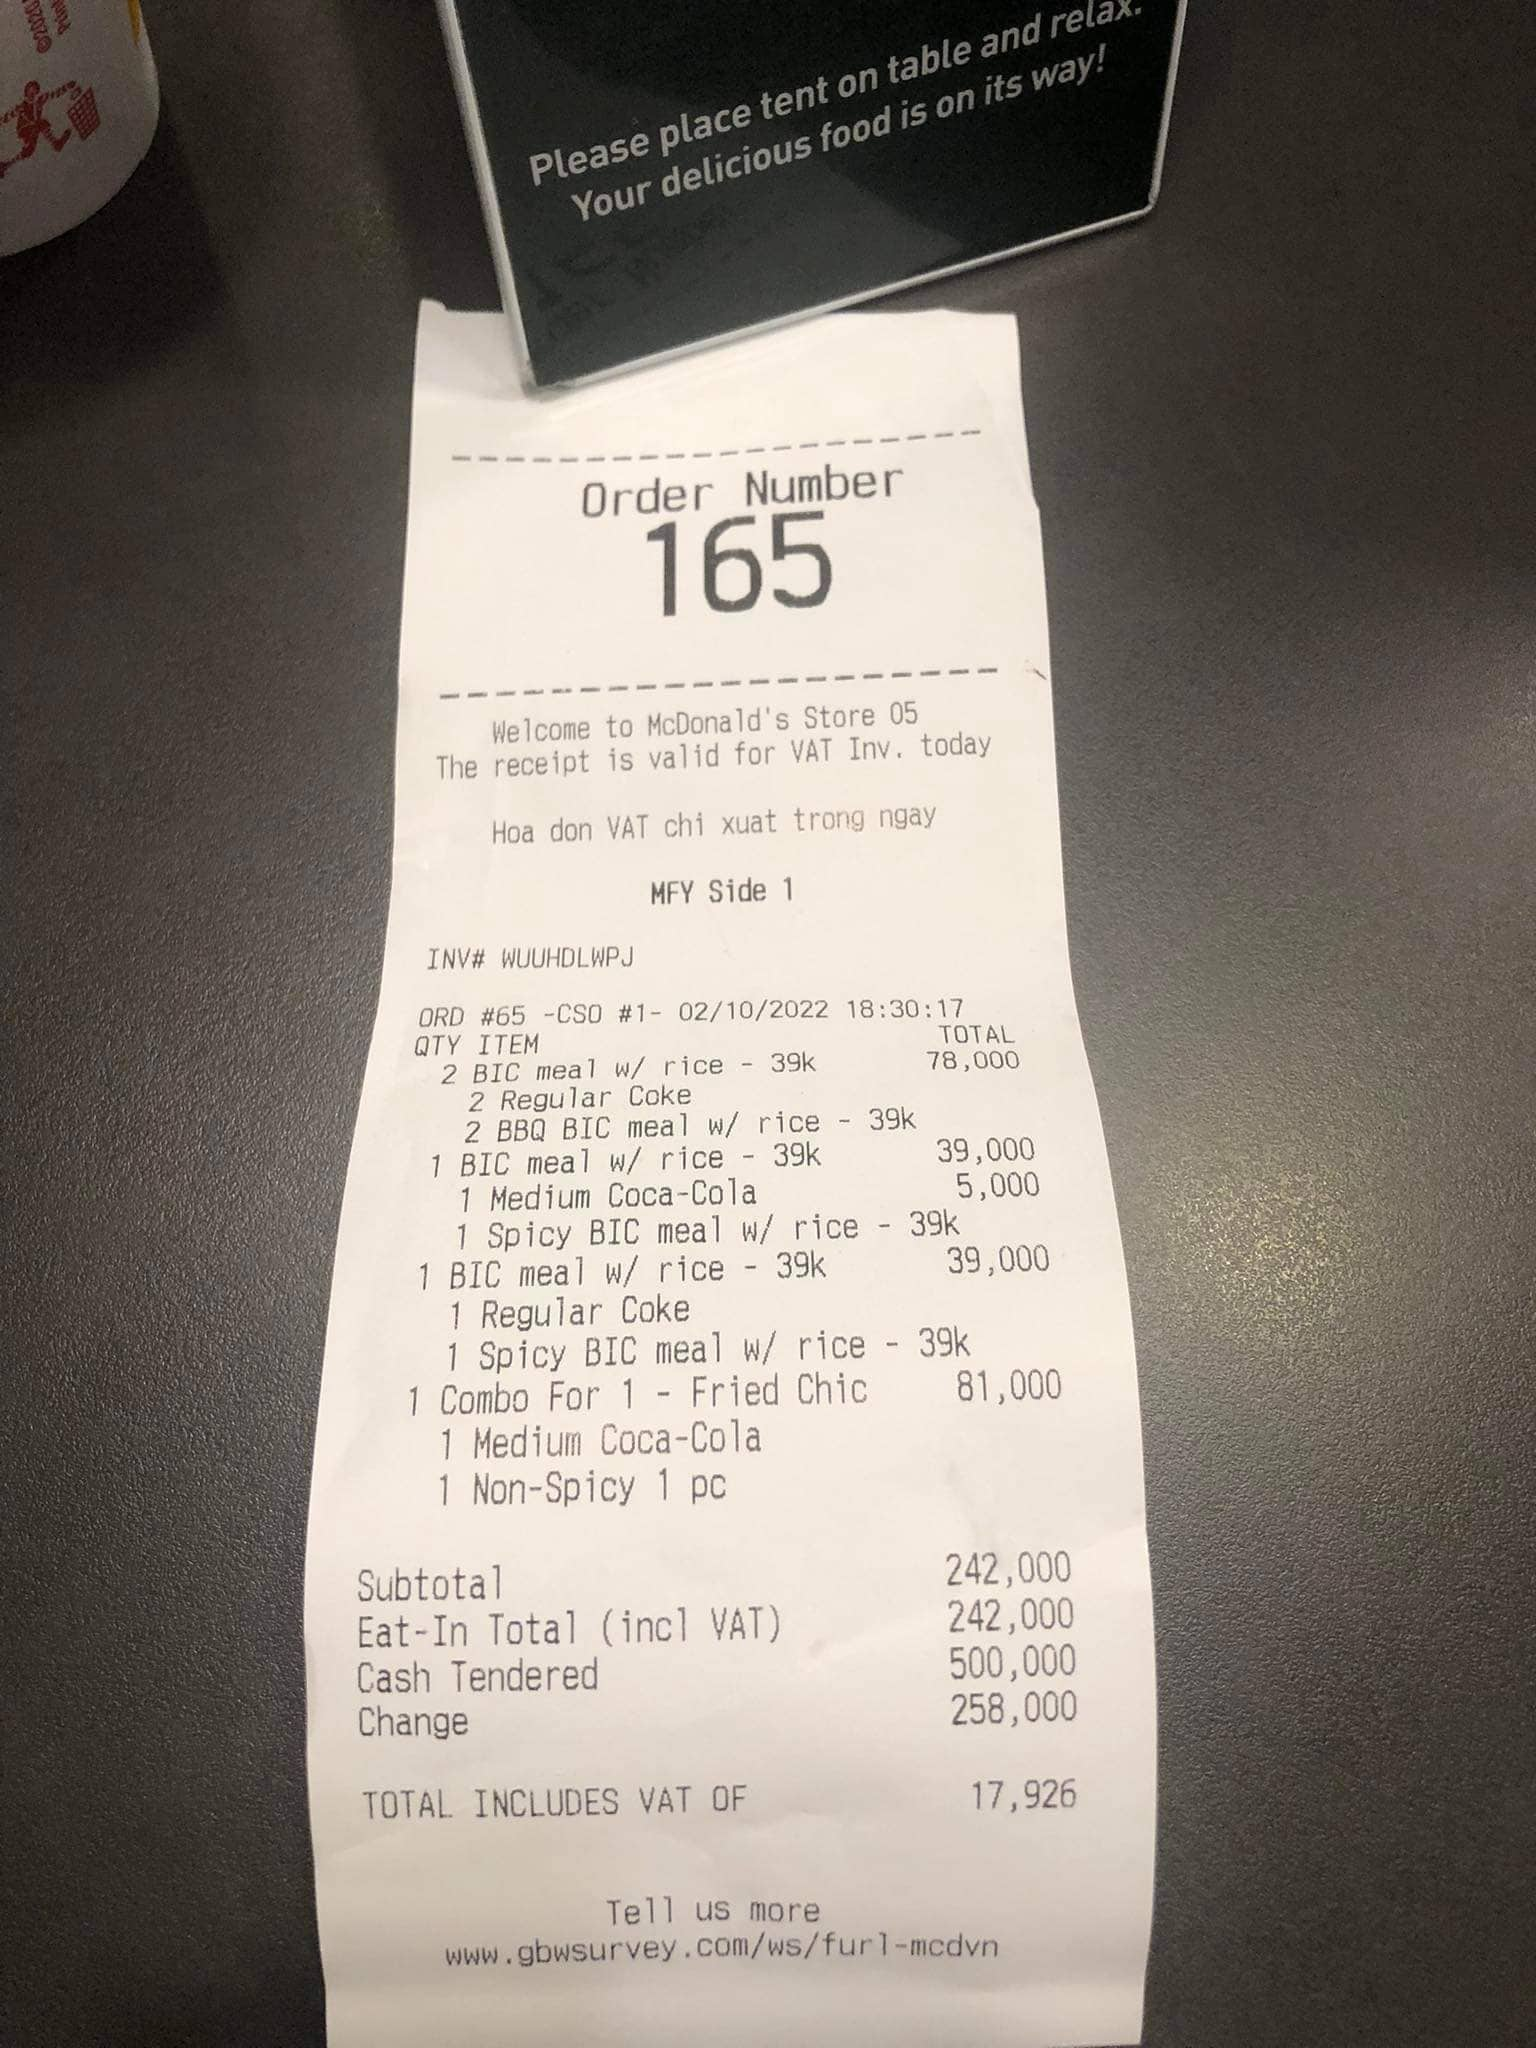 ©2020
Please place tent on table and relax.
Your delicious food is on its way!
Order Number
165
Welcome to McDonald's Store 05
The receipt is valid for VAT Inv. today
Hoa don VAT chi xuat trong ngay
MFY Side 1
INV# WUUHDLWPJ
ORD #65 -CSO #1- 02/10/2022 18:30:17
QTY ITEM TOTAL
2 BIC meal w/ rice - 39k 78,000
2 Regular Coke
2 BBQ BIC meal w/ rice - 39k
1 BIC meal w/ rice - 39k 39,000
1 Medium Coca-Cola 5,000
1 Spicy BIC meal w/ rice - 39k
1 BIC meal w/ rice - 39k 39,000
1 Regular Coke
1 Spicy BIC meal w/ rice - 39k
1 Combo For 1 - Fried Chic 81,000
1 Medium Coca-Cola
1 Non-Spicy 1 pc
Subtotal 242,000
Eat-In Total (incl VAT) 242,000
Cash Tendered 500,000
Change 258,000
TOTAL INCLUDES VAT OF 17,926
Tell us more
www.gbwsurvey.com/ws/furl-mcdvn